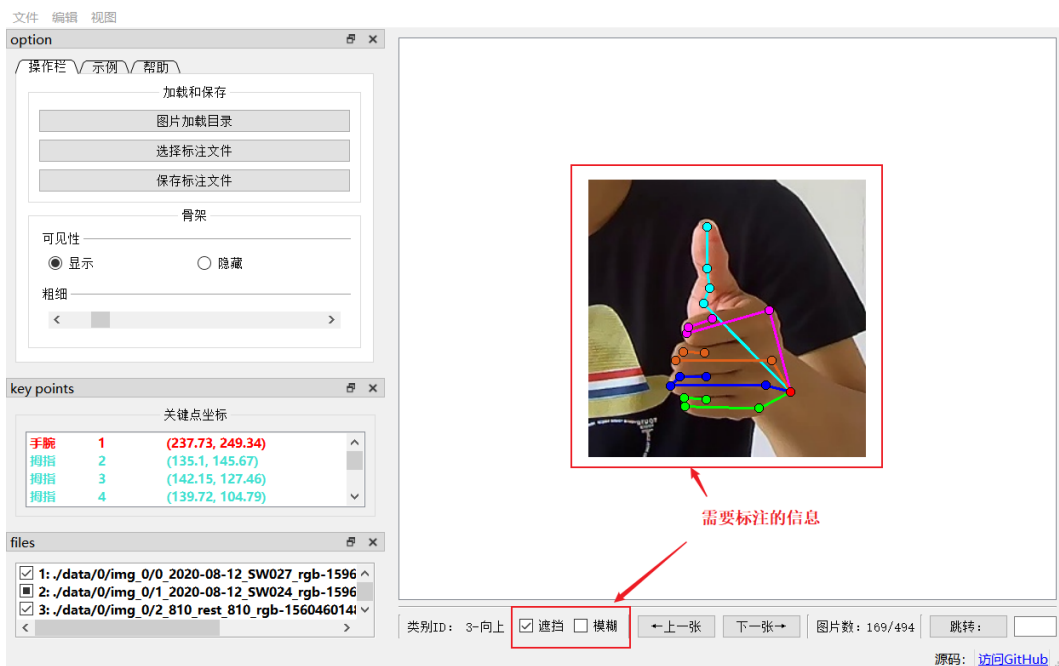 文件 编辑 视图
option
操作栏 示例 帮助
加载和保存
图片加载目录
选择标注文件
保存标注文件
骨架
可见性
显示 隐藏
粗细
key points
关键点坐标
手腕 1 (237.73, 249.34)
拇指 2 (135.1, 145.67)
拇指 3 (142.15, 127.46)
拇指 4 (139.72, 104.79)
files
1: ./data/0/img_0/0_2020-08-12_SW027_rgb-1596
2: ./data/0/img_0/1_2020-08-12_SW024_rgb-1596
3: ./data/0/img_0/2_810_rest_810_rgb-1560460148
需要标注的信息
类别ID: 3-向上 遮挡 模糊 ←上一张 下一张→ 图片数: 169/494 跳转:
源码: 访问GitHub